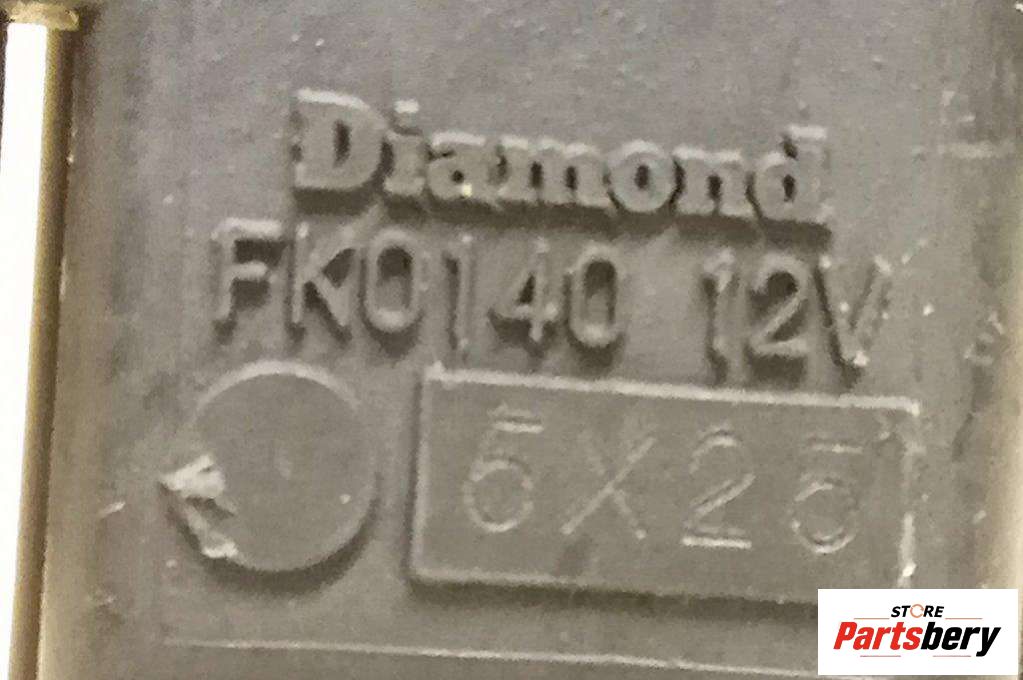 Diamond
FK0140 12V
5X25
STORE
Partsbery